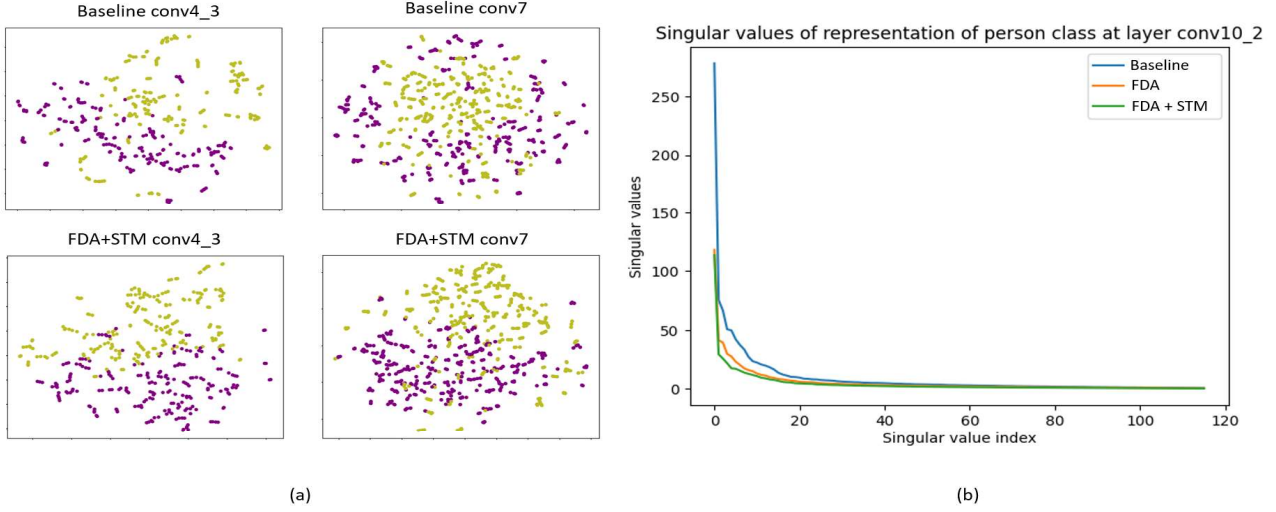 Baseline conv4_3
Baseline conv7
FDA+STM conv4_3
FDA+STM conv7
(a)
Singular values of representation of person class at layer conv10_2
Baseline
FDA
FDA + STM
Singular values
250
200
150
100
50
0
0 20 40 60 80 100 120
Singular value index
(b)